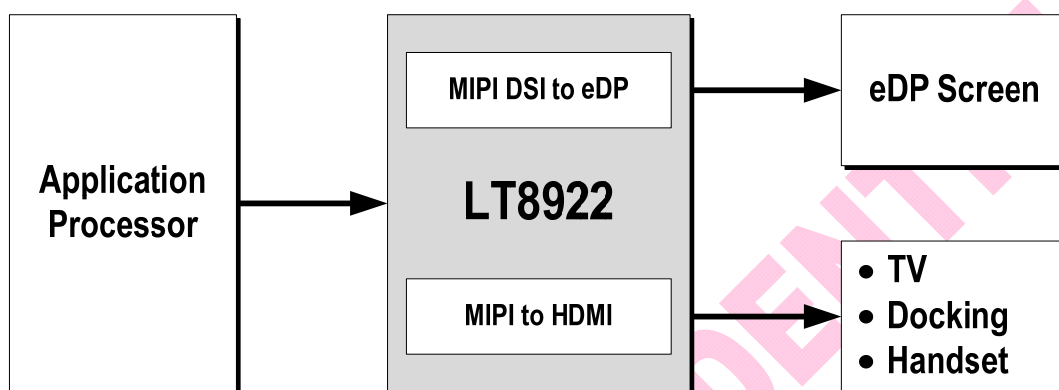 Application
Processor
MIPI DSI to eDP
LT8922
MIPI to HDMI
eDP Screen
• TV
• Docking
• Handset